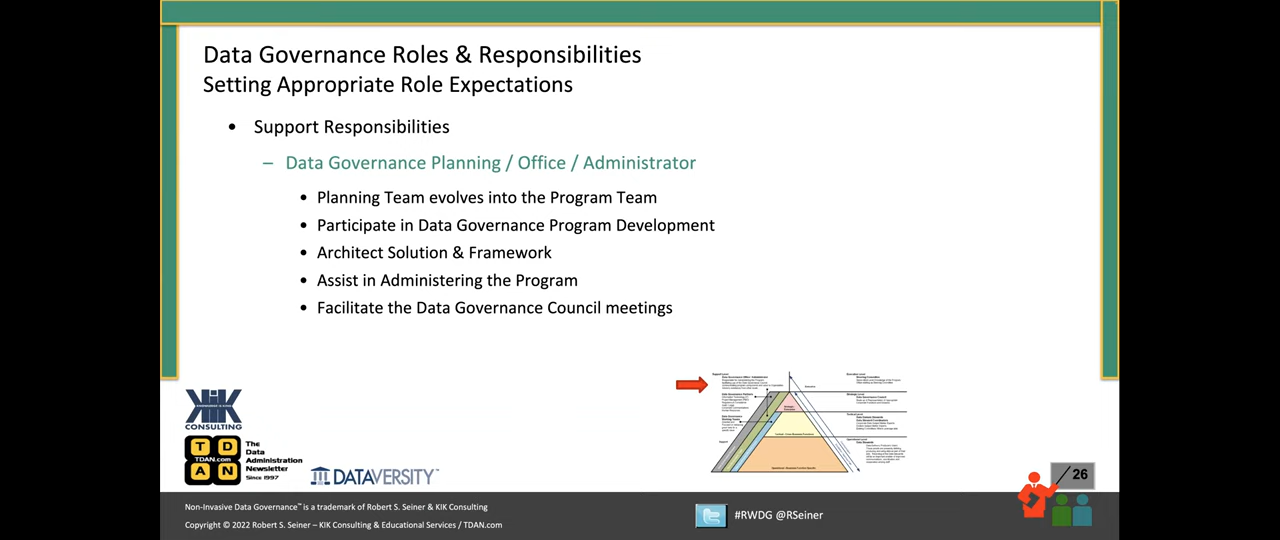 Data Governance Roles & Responsibilities
Setting Appropriate Role Expectations
• Support Responsibilities
– Data Governance Planning / Office / Administrator
• Planning Team evolves into the Program Team
• Participate in Data Governance Program Development
• Architect Solution & Framework
• Assist in Administering the Program
• Facilitate the Data Governance Council meetings
KIK
CONSULTING
T D
TDAN.com
A N
The
Data
Administration
Newsletter
Since 1997
DATAVERSITY
26
Non-Invasive Data Governance™ is a trademark of Robert S. Seiner & KIK Consulting
Copyright © 2022 Robert S. Seiner – KIK Consulting & Educational Services / TDAN.com
#RWDG @RSeiner